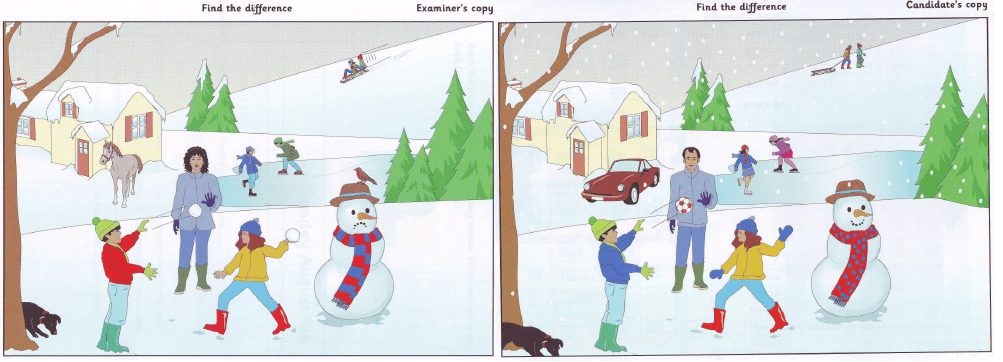 Find the difference
Examiner's copy
Find the difference
Candidate's copy